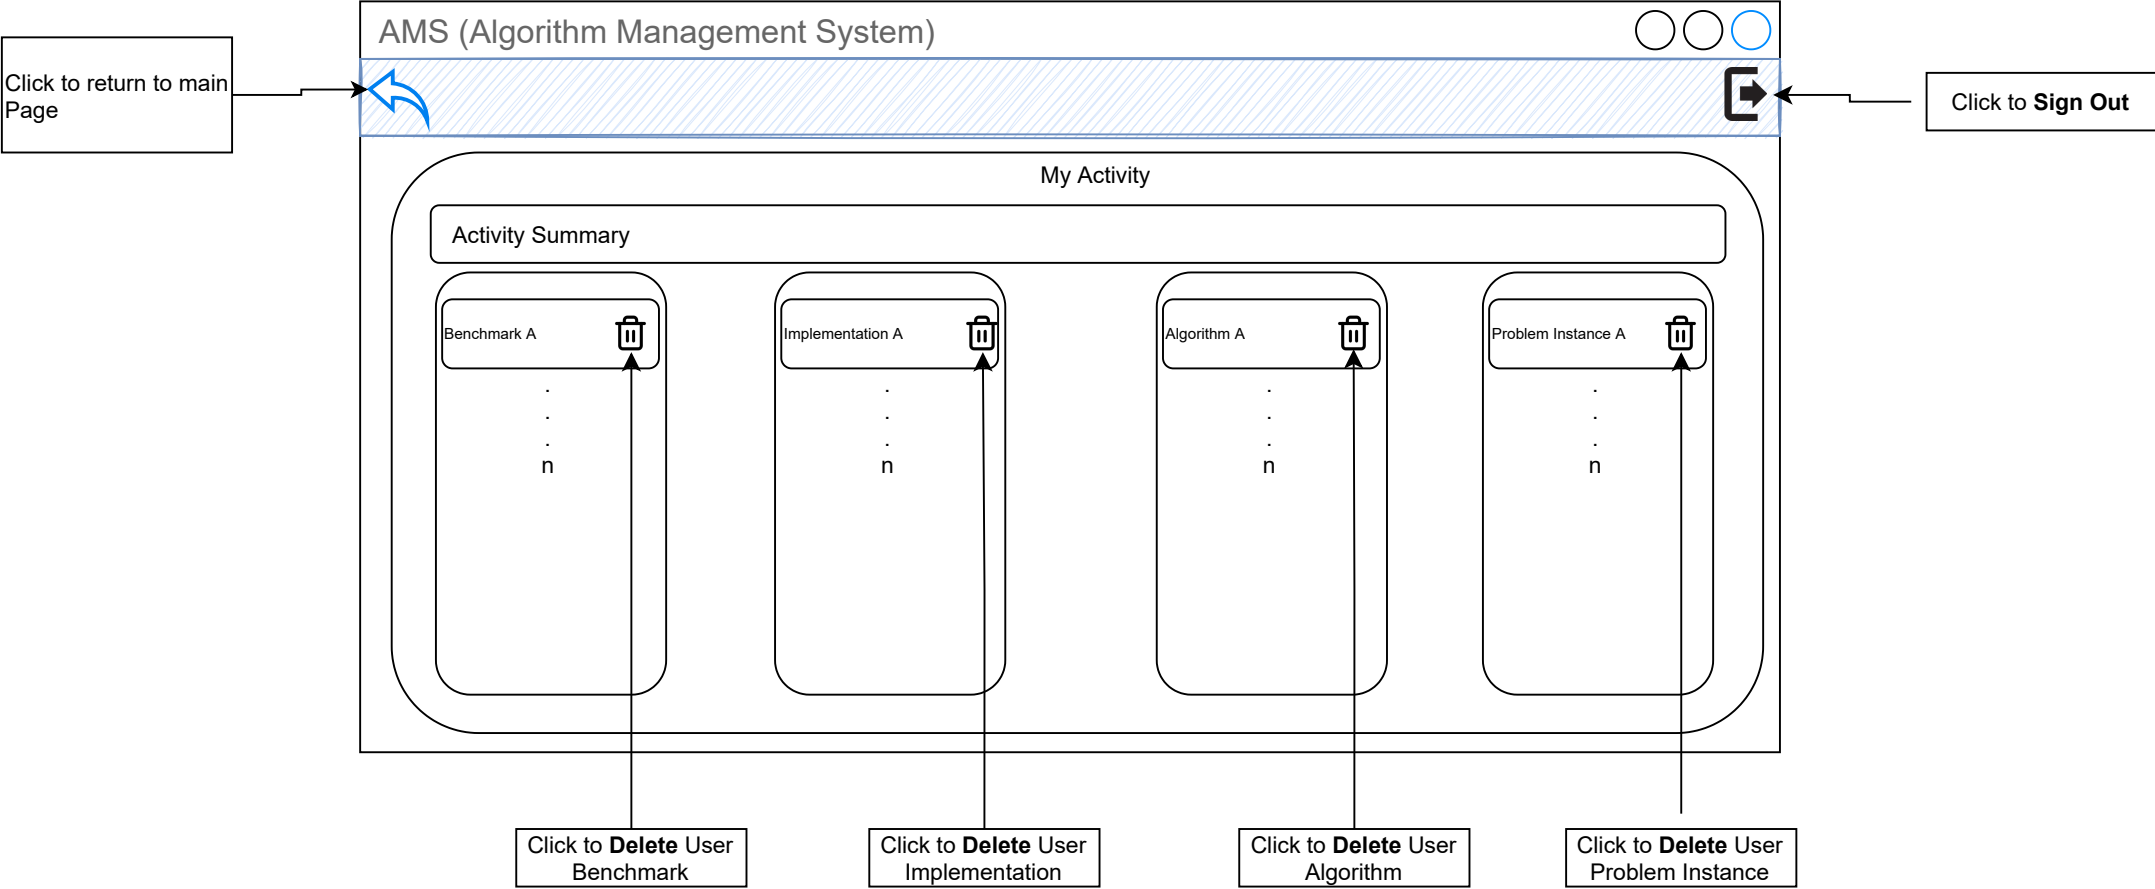 AMS (Algorithm Management System)
Click to return to main
Page
Click to Sign Out
My Activity
Activity Summary
Benchmark A
Implementation A
Algorithm A
Problem Instance A
.
.
.
n
.
.
.
n
.
.
.
n
.
.
.
n
Click to Delete User
Benchmark
Click to Delete User
Implementation
Click to Delete User
Algorithm
Click to Delete User
Problem Instance